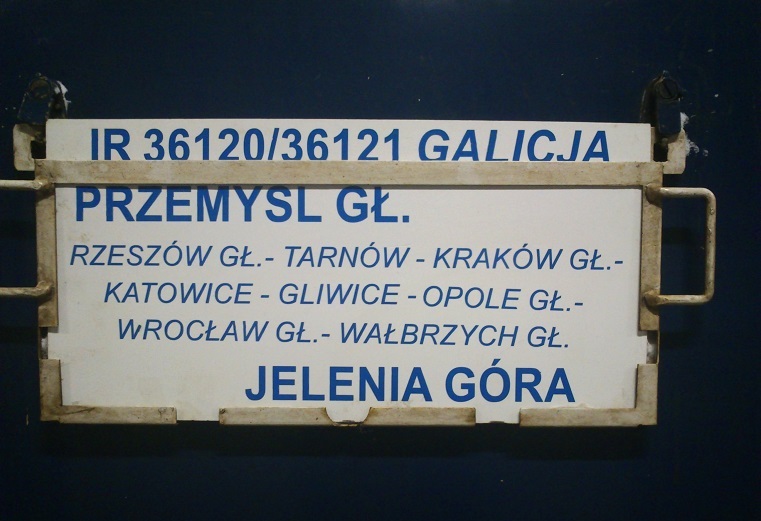 IR 36120/36121 GALICJA
PRZEMYŚL GŁ.
RZESZÓW GŁ.- TARNÓW - KRAKÓW GŁ.-
KATOWICE - GLIWICE - OPOLE GŁ.-
WROCŁAW GŁ.- WAŁBRZYCH GŁ.
JELENIA GÓRA